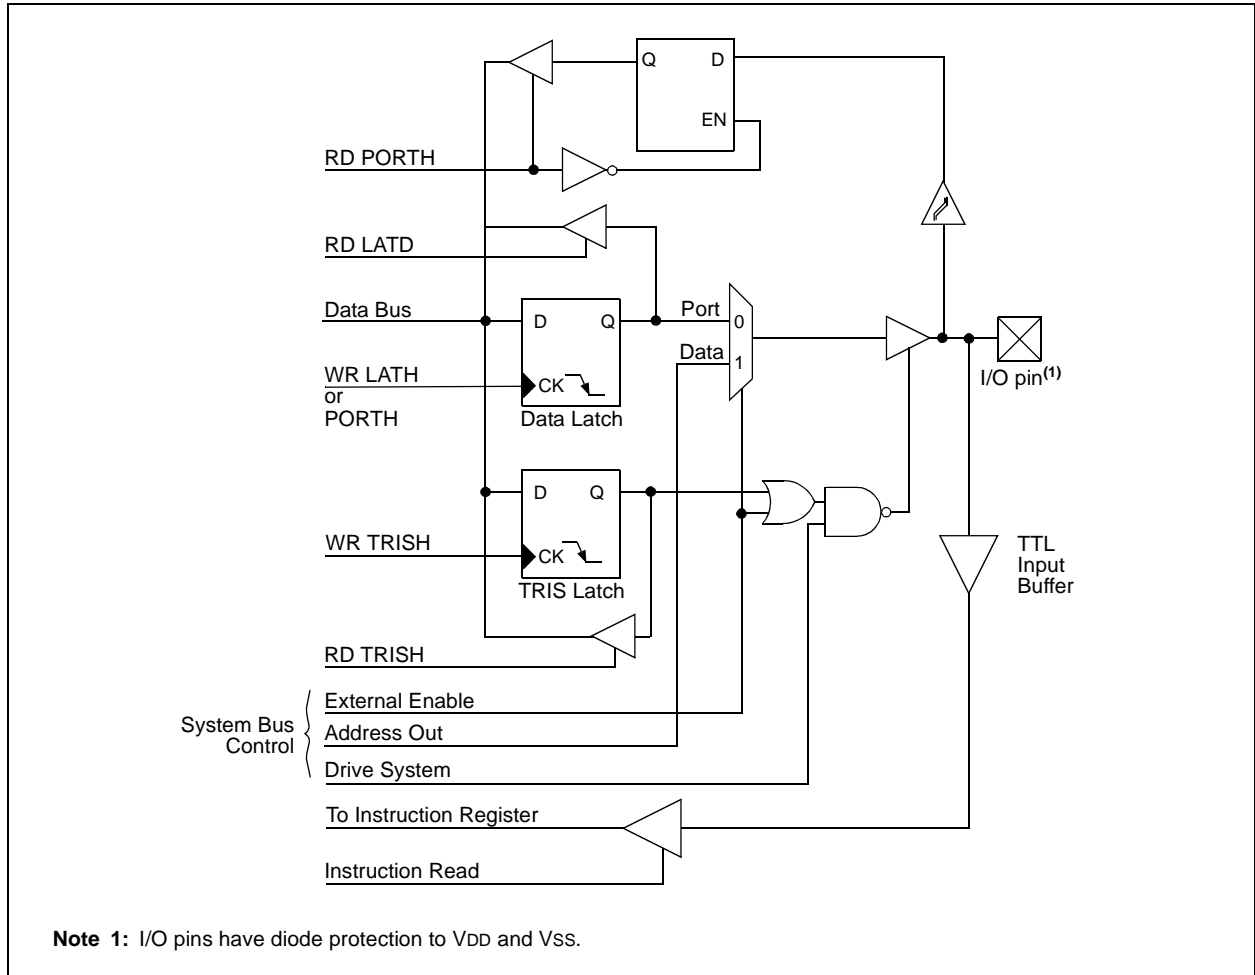 Q D
EN
RD PORTH
RD LATD
Data Bus
D Q
Port
0
Data
1
WR LATH
or
PORTH
CK
Data Latch
I/O pin(1)
D Q
WR TRISH
CK
TRIS Latch
TTL
Input
Buffer
RD TRISH
System Bus
Control
External Enable
Address Out
Drive System
To Instruction Register
Instruction Read
Note 1: I/O pins have diode protection to VDD and VSS.